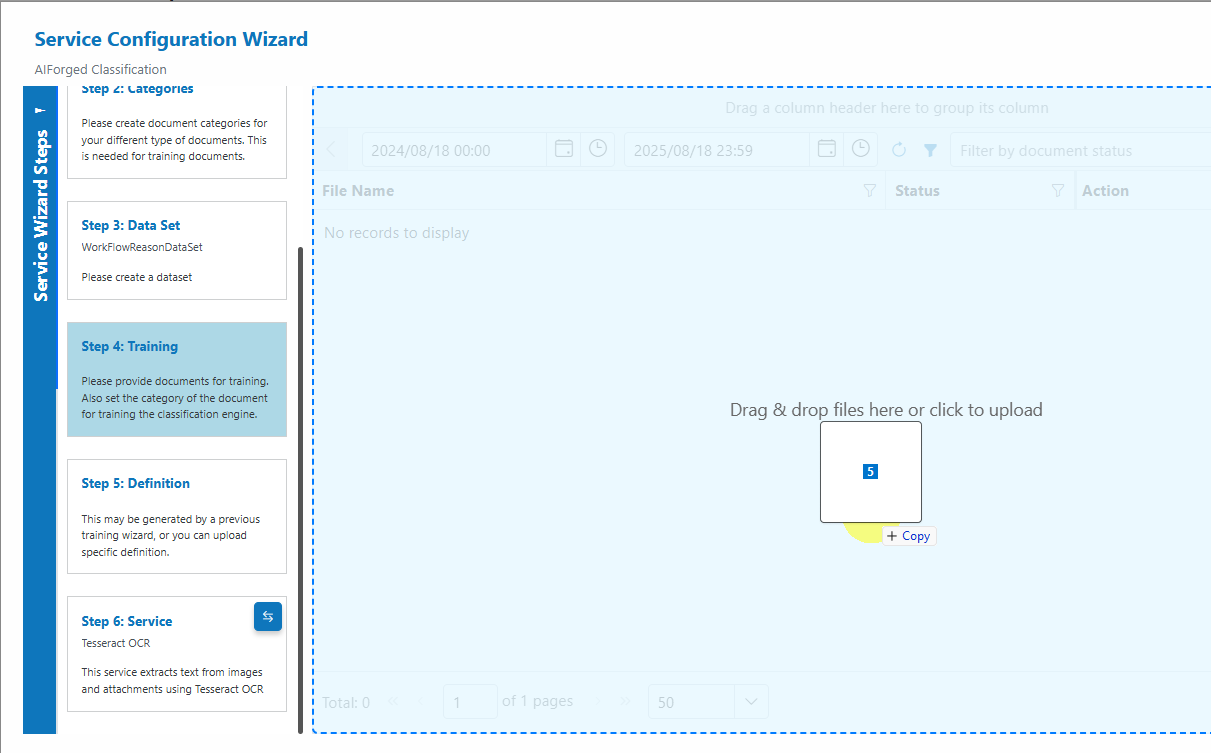 Service Configuration Wizard
AIForged Classification
Service Wizard Steps
Step 2: Categories
Please create document categories for
your different type of documents. This
is needed for training documents.
Step 3: Data Set
WorkFlowReasonDataSet
Please create a dataset
Step 4: Training
Please provide documents for training.
Also set the category of the document
for training the classification engine.
Step 5: Definition
This may be generated by a previous
training wizard, or you can upload
specific definition.
Step 6: Service
Tesseract OCR
This service extracts text from images
and attachments using Tesseract OCR
Drag a column header here to group its column
2024/08/18 00:00 2025/08/18 23:59 Filter by document status
File Name Status Action
No records to display
Drag & drop files here or click to upload
5
+ Copy
Total: 0 1 of 1 pages 50